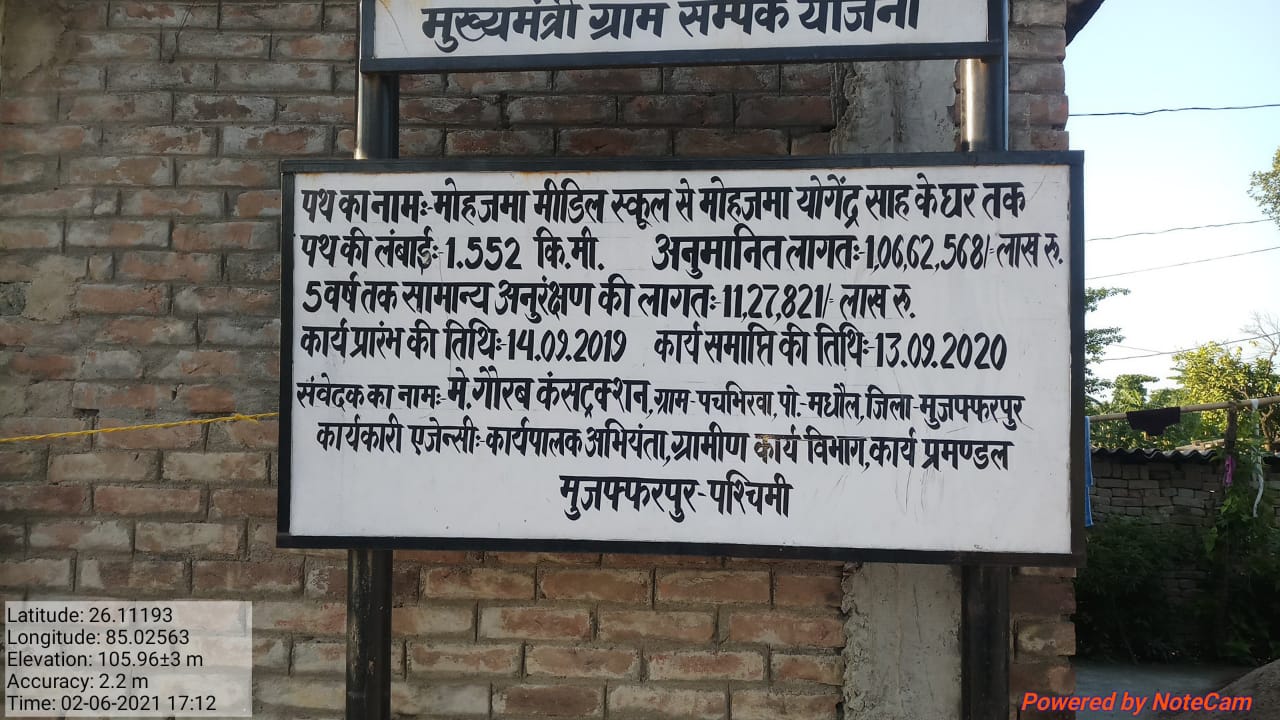 मुख्यमंत्री ग्राम सम्पर्क योजना
पथ का नामः- मोहजमा मीडिल स्कूल से मोहजमा योगेंद्र साह के घर तक
पथ की लंबाईः- 1.552 कि.मी. अनुमानित लागतः- 1,06,62,568/- लाख रु.
5 वर्ष तक सामान्य अनुरंक्षण की लागतः- 11,27,821/- लाख रु.
कार्य प्रारंभ की तिथिः- 14.09.2019 कार्य समाप्ति की तिथिः- 13.09.2020
संवेदक का नामः- मे. गौरब कंसट्रक्शन, ग्राम - पचभिरवा, पो.- मधौल, जिला - मुजफ्फरपुर
कार्यकारी एजेन्सीः- कार्यपालक अभियंता, ग्रामीण कार्य विभाग, कार्य प्रमण्डल
मुजफ्फरपुर - पश्चिमी
Latitude: 26.11193
Longitude: 85.02563
Elevation: 105.96±3 m
Accuracy: 2.2 m
Time: 02-06-2021 17:12
Powered by NoteCam